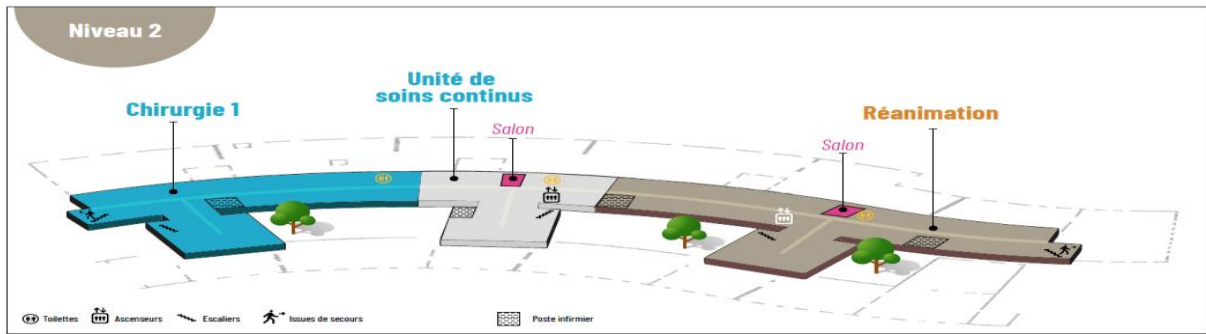 Niveau 2
Unité de
soins continus
Chirurgie 1
Salon
Réanimation
Salon
Toilettes
Ascenseurs
Escaliers
Issues de secours
Poste infirmier